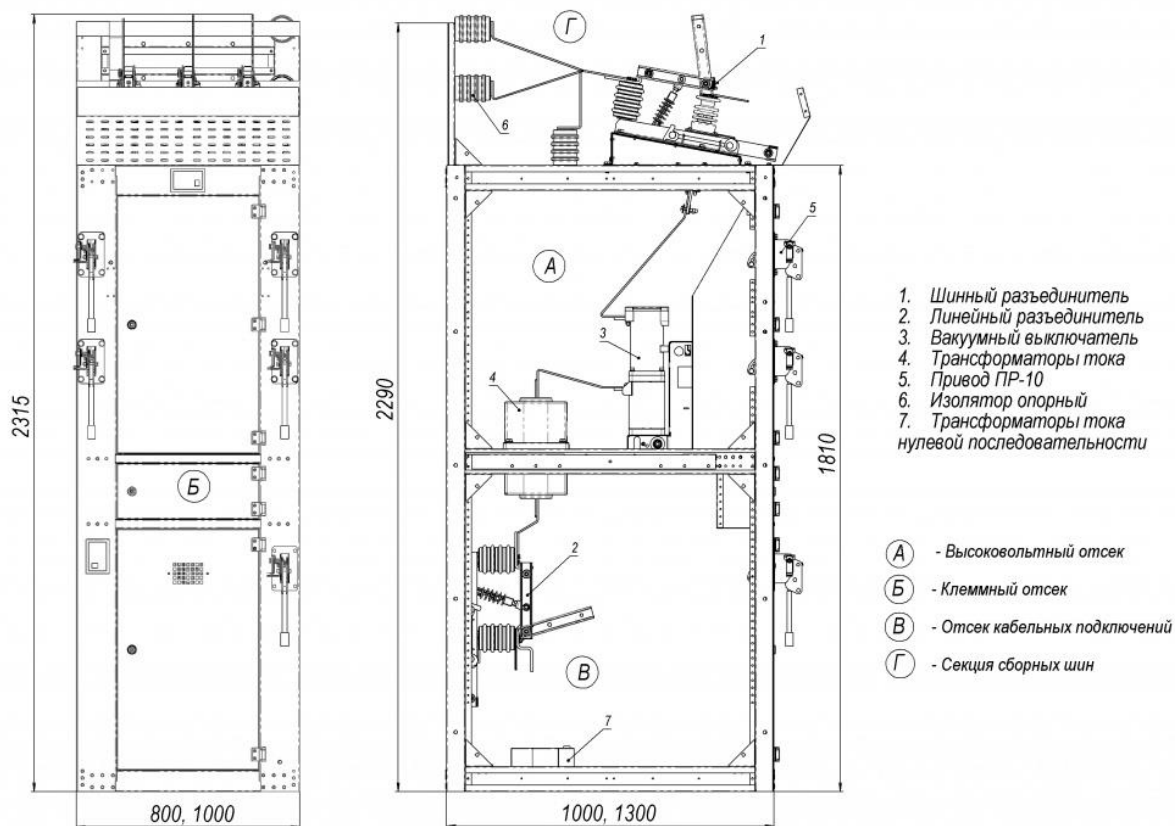 Г
1
6
А
5
3
4
2315
2290
1810
Б
2
В
7
800, 1000
1000, 1300
1. Шинный разъединитель
2. Линейный разъединитель
3. Вакуумный выключатель
4. Трансформаторы тока
5. Привод ПР-10
6. Изолятор опорный
7. Трансформаторы тока
нулевой последовательности
А - Высоковольтный отсек
Б - Клеммный отсек
В - Отсек кабельных подключений
Г - Секция сборных шин